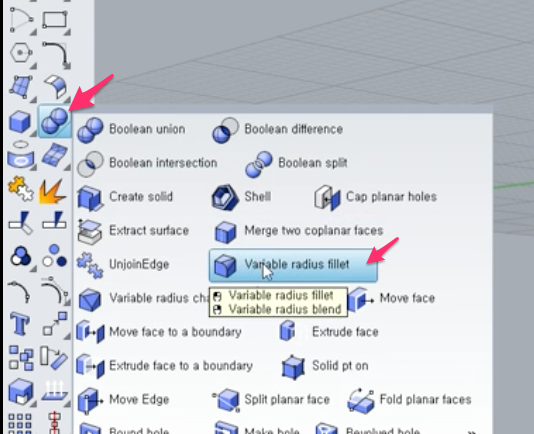 Boolean union Boolean difference
Boolean intersection Boolean split
Create solid Shell Cap planar holes
Extract surface Merge two coplanar faces
UnjoinEdge Variable radius fillet
Variable radius cha Move face
Variable radius fillet
Variable radius blend
Move face to a boundary Extrude face
Extrude face to a boundary Solid pt on
Move Edge Split planar face Fold planar faces
Round hole Make hole Revolved hole »